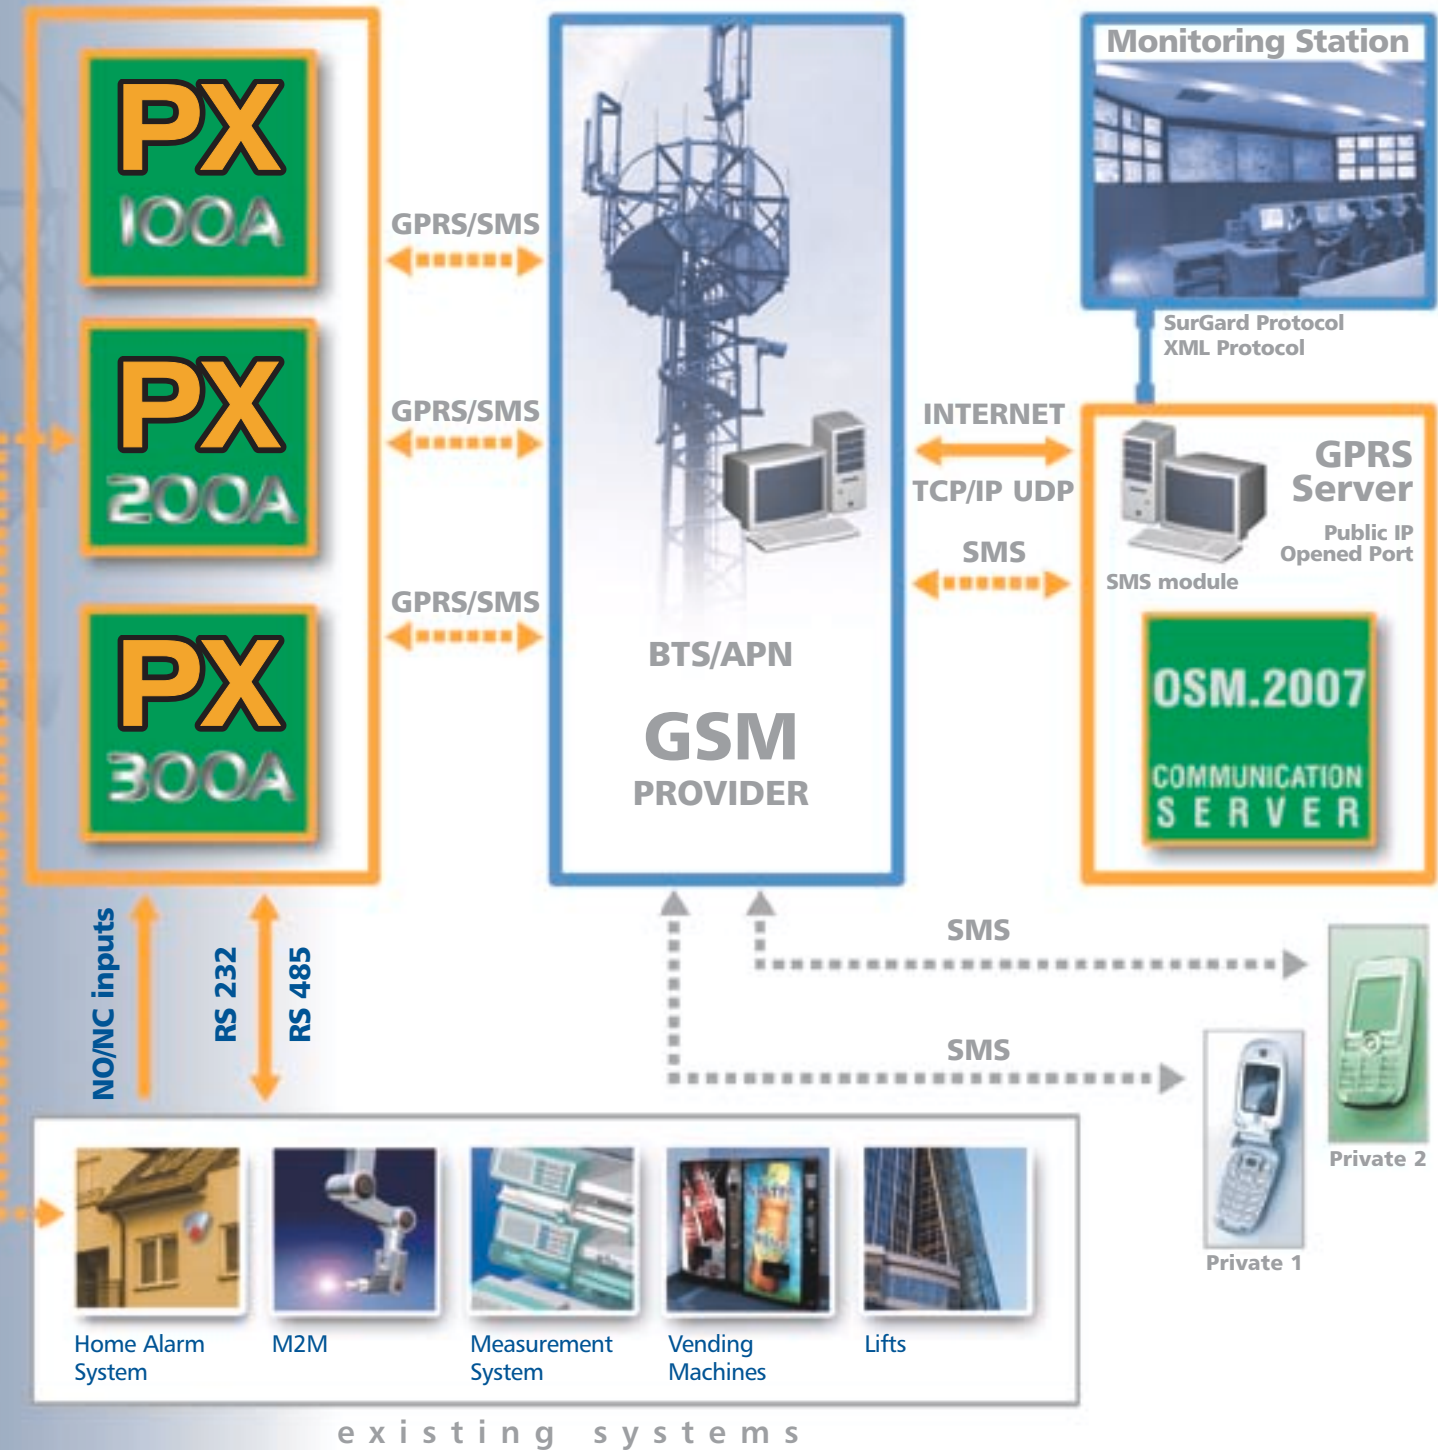 PX
100A
PX
200A
PX
300A
GPRS/SMS
GPRS/SMS
GPRS/SMS
BTS/APN
GSM
PROVIDER
INTERNET
TCP/IP UDP
SMS
Monitoring Station
SurGard Protocol
XML Protocol
GPRS
Server
Public IP
Opened Port
SMS module
OSM.2007
COMMUNICATION
SERVER
NO/NC inputs
RS 232
RS 485
SMS
SMS
Private 2
Private 1
Home Alarm
System
M2M
Measurement
System
Vending
Machines
Lifts
existing systems